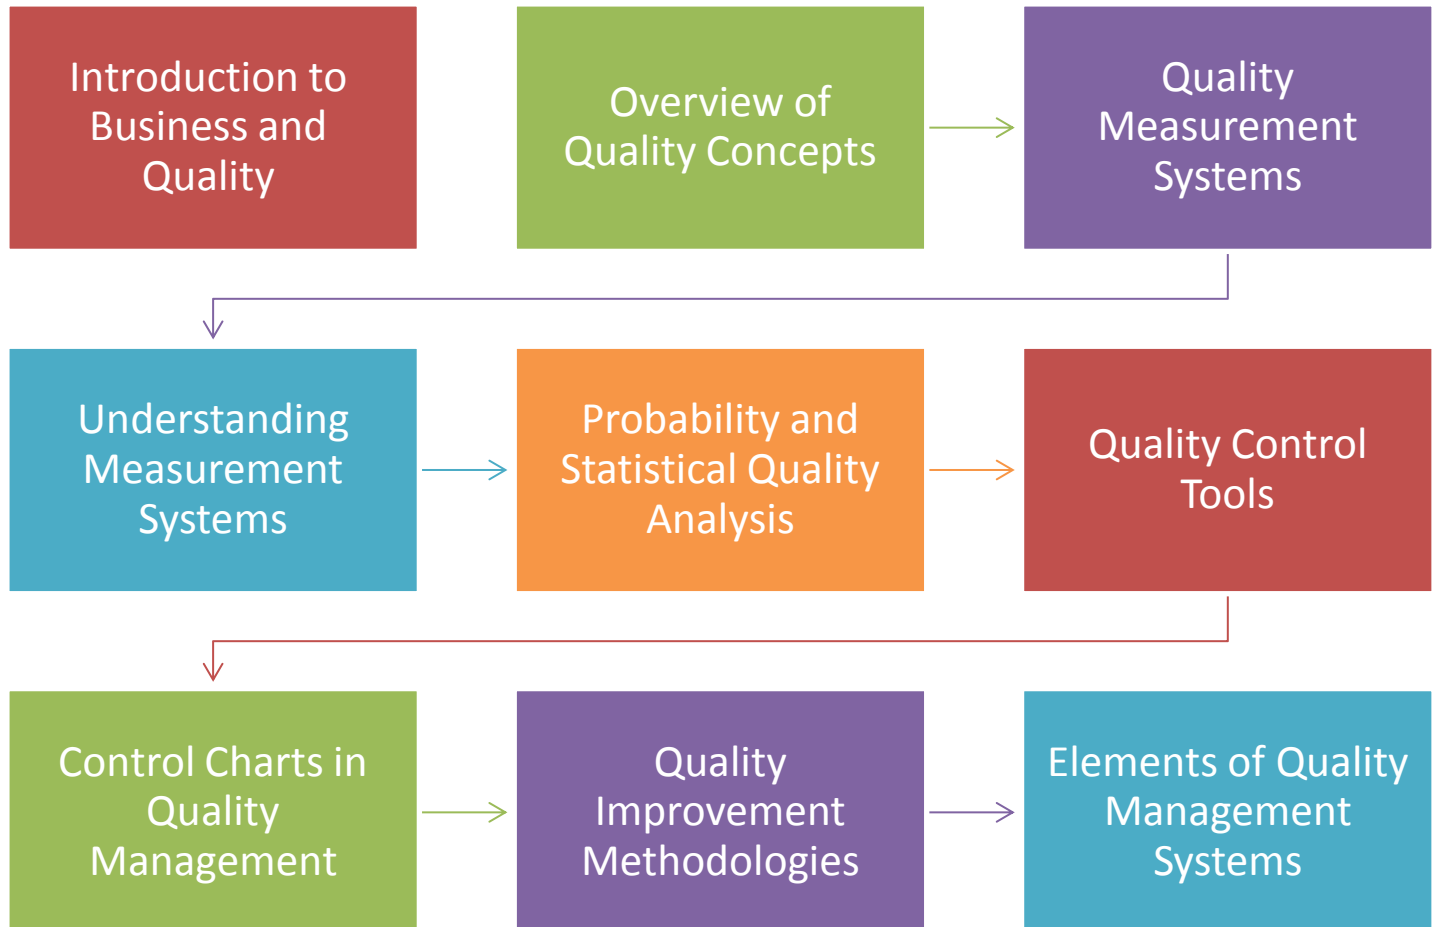 Introduction to
Business and
Quality
Overview of
Quality Concepts
Quality
Measurement
Systems
Understanding
Measurement
Systems
Probability and
Statistical Quality
Analysis
Quality Control
Tools
Control Charts in
Quality
Management
Quality
Improvement
Methodologies
Elements of Quality
Management
Systems